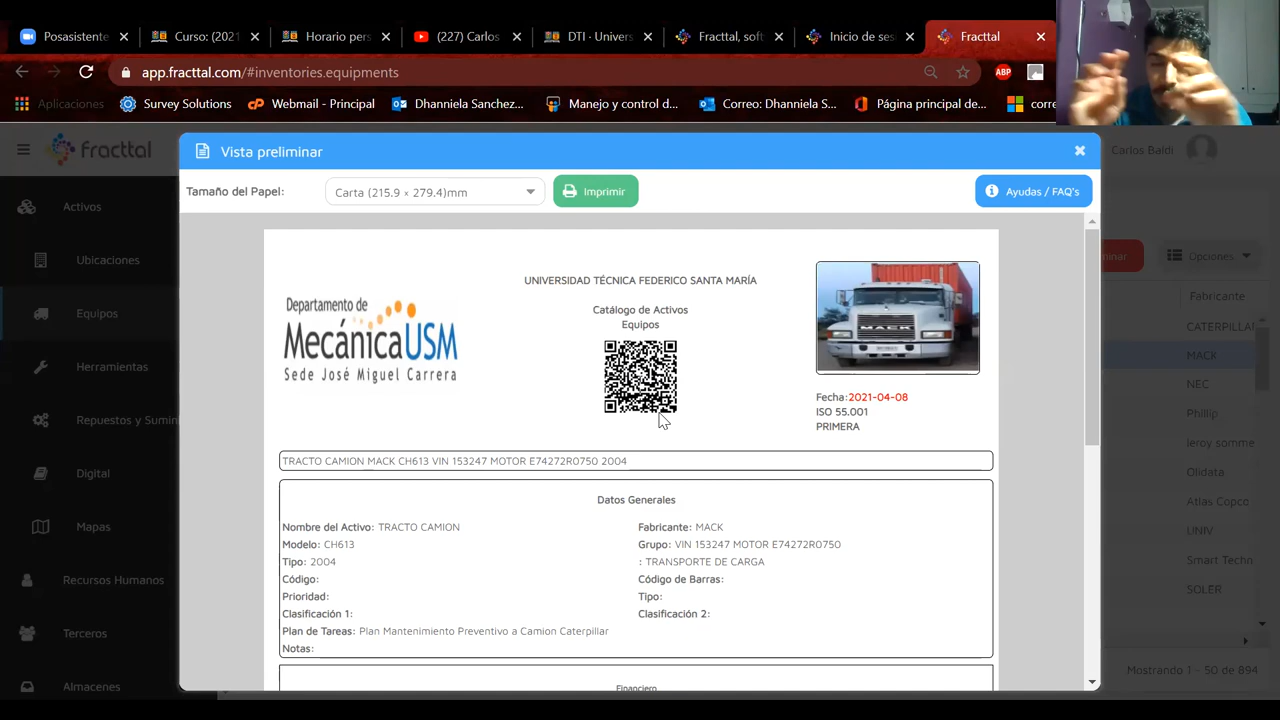 Posasistente
Curso: (2021
Horario pers
(227) Carlos
DTI · Univers
Fracttal, soft
Inicio de ses
Fracttal
app.fracttal.com/#inventories.equipments
ABP
Aplicaciones
Survey Solutions
Webmail - Principal
Dhanniela Sanchez...
Manejo y control d...
Correo: Dhanniela S...
Página principal de...
corre
fracttal
Carlos Baldi
Vista preliminar
Tamaño del Papel:
Carta (215.9 x 279.4)mm
Imprimir
Ayudas / FAQ's
Activos
Ubicaciones
Equipos
Herramientas
Repuestos y Sumin
Digital
Mapas
Recursos Humanos
Terceros
Almacenes
minar
Opciones
Fabricante
CATERPILLA
MACK
NEC
Phillip
leroy somme
Olidata
Atlas Copco
UNIV
Smart Techn
SOLER
Mostrando 1 - 50 de 894
Departamento de
MecánicaUSM
Sede José Miguel Carrera
UNIVERSIDAD TÉCNICA FEDERICO SANTA MARÍA
Catálogo de Activos
Equipos
MACK
Fecha:2021-04-08
ISO 55.001
PRIMERA
TRACTO CAMION MACK CH613 VIN 153247 MOTOR E74272R0750 2004
Datos Generales
Nombre del Activo: TRACTO CAMION
Fabricante: MACK
Modelo: CH613
Grupo: VIN 153247 MOTOR E74272R0750
Tipo: 2004
: TRANSPORTE DE CARGA
Código:
Código de Barras:
Prioridad:
Tipo:
Clasificación 1:
Clasificación 2:
Plan de Tareas: Plan Mantenimiento Preventivo a Camion Caterpillar
Notas:
Financiero